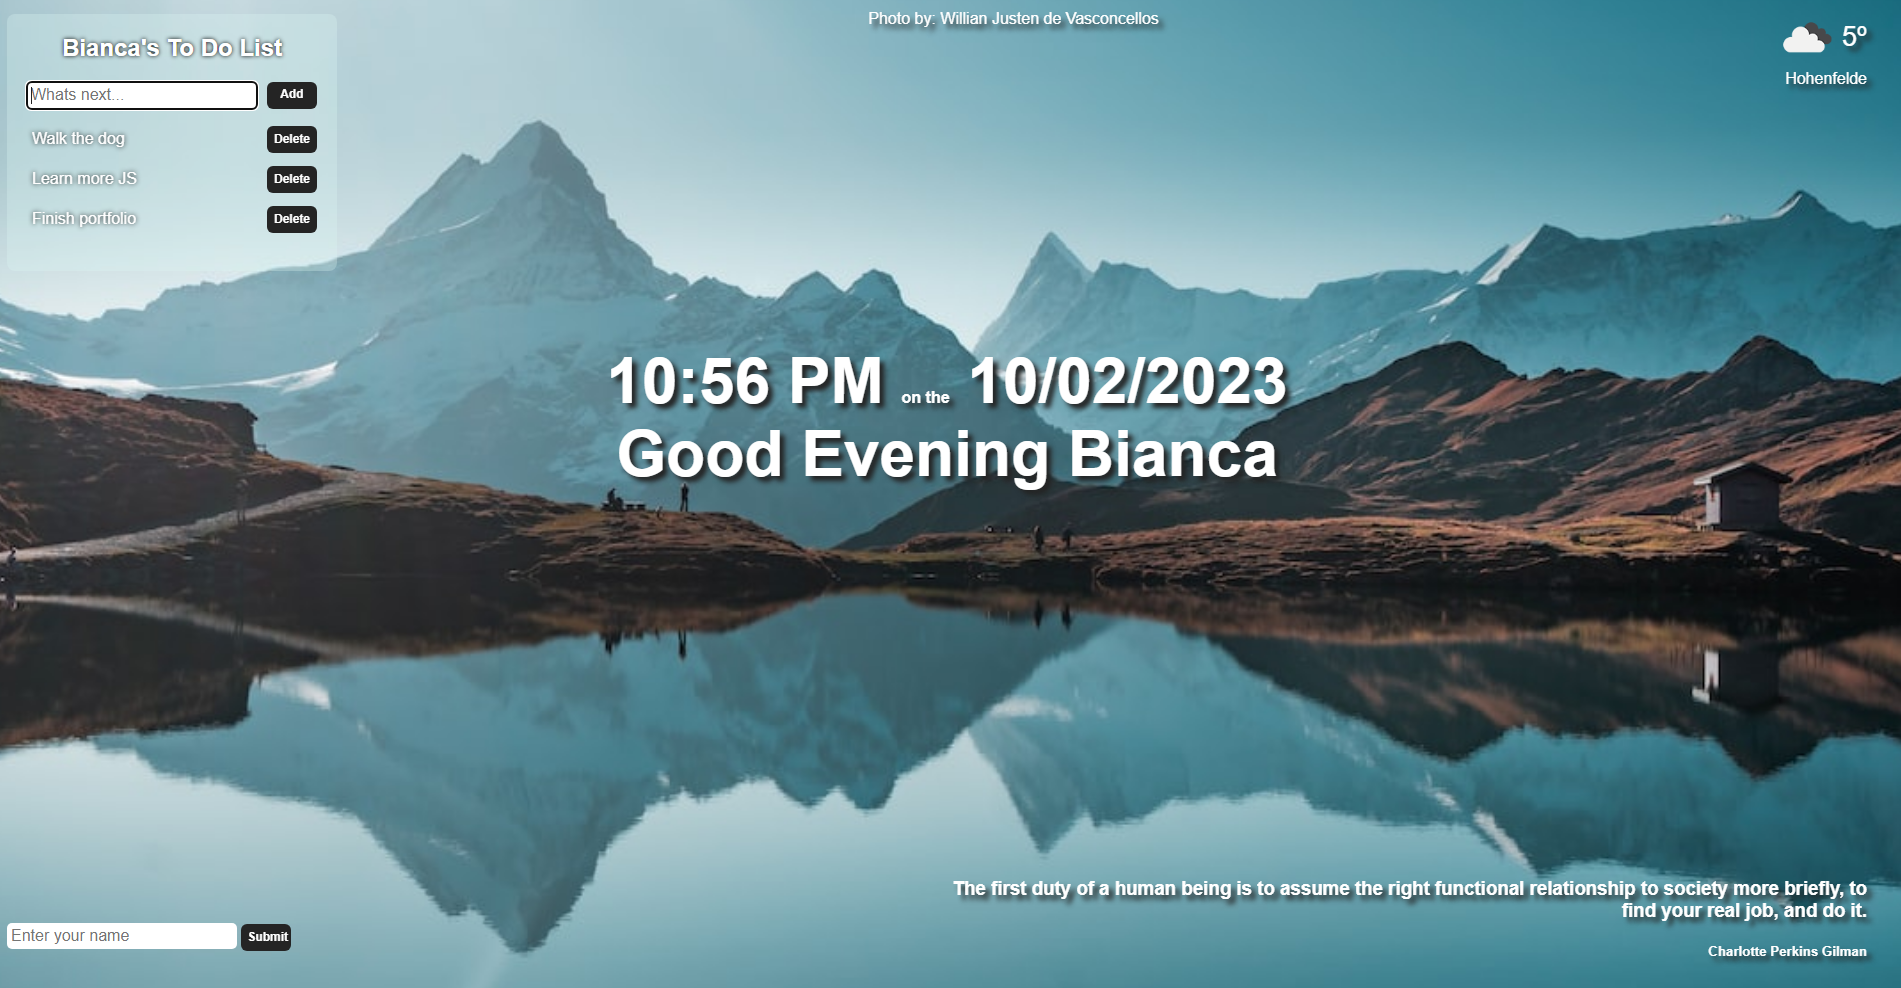 Photo by: Willian Justen de Vasconcellos
Bianca's To Do List
Whats next...
Add
Walk the dog
Delete
Learn more JS
Delete
Finish portfolio
Delete
5º
Hohenfelde
10:56 PM on the 10/02/2023
Good Evening Bianca
The first duty of a human being is to assume the right functional relationship to society more briefly, to
find your real job, and do it.
Charlotte Perkins Gilman
Enter your name
Submit